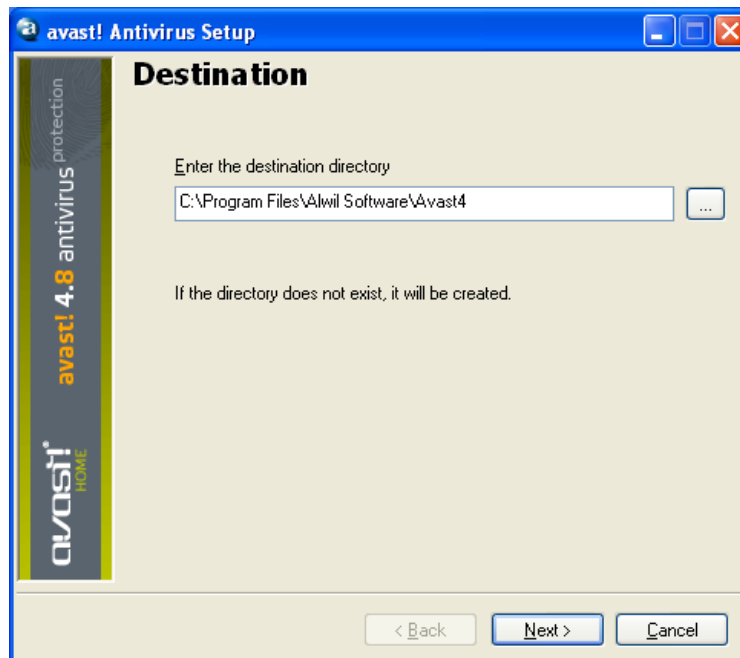 avast! Antivirus Setup
Destination
Enter the destination directory
C:\Program Files\Alwil Software\Avast4
...
If the directory does not exist, it will be created.
avast! 4.8 antivirus protection
avast!
HOME
< Back
Next >
Cancel